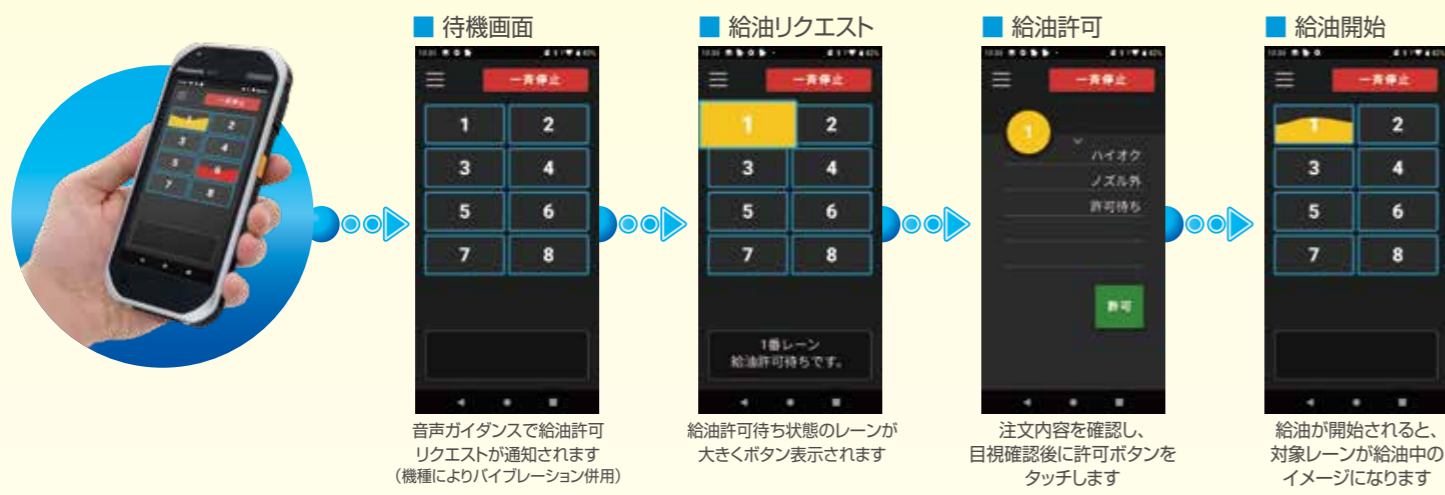 ■ 待機画面
一斉停止
1 2
3 4
5 6
7 8
音声ガイダンスで給油許可
リクエストが通知されます
（機種によりバイブレーション併用）
■ 給油リクエスト
一斉停止
1 2
3 4
5 6
7 8
1番レーン
給油許可待ちです。
給油許可待ち状態のレーンが
大きくボタン表示されます
■ 給油許可
一斉停止
1
ハイオク
ノズル外
許可待ち
許可
注文内容を確認し、
目視確認後に許可ボタンを
タッチします
■ 給油開始
一斉停止
1 2
3 4
5 6
7 8
給油が開始されると、
対象レーンが給油中の
イメージになります